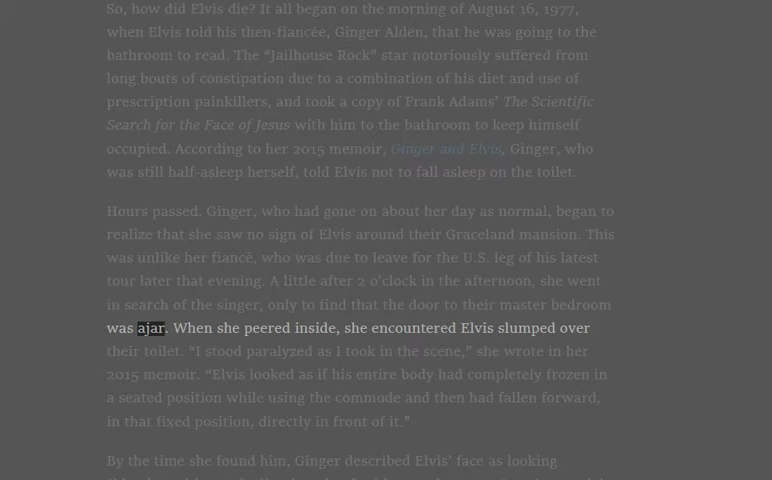 So, how did Elvis die? It all began on the morning of August 16, 1977,
when Elvis told his then-fiancée, Ginger Alden, that he was going to the
bathroom to read. The “Jailhouse Rock” star notoriously suffered from
long bouts of constipation due to a combination of his diet and use of
prescription painkillers, and took a copy of Frank Adams’ The Scientific
Search for the Face of Jesus with him to the bathroom to keep himself
occupied. According to her 2015 memoir, Ginger and Elvis, Ginger, who
was still half-asleep herself, told Elvis not to fall asleep on the toilet.
Hours passed. Ginger, who had gone on about her day as normal, began to
realize that she saw no sign of Elvis around their Graceland mansion. This
was unlike her fiancé, who was due to leave for the U.S. leg of his latest
tour later that evening. A little after 2 o’clock in the afternoon, she went
in search of the singer, only to find that the door to their master bedroom
was ajar. When she peered inside, she encountered Elvis slumped over
their toilet. “I stood paralyzed as I took in the scene,” she wrote in her
2015 memoir. “Elvis looked as if his entire body had completely frozen in
a seated position while using the commode and then had fallen forward,
in that fixed position, directly in front of it.”
By the time she found him, Ginger described Elvis’ face as looking